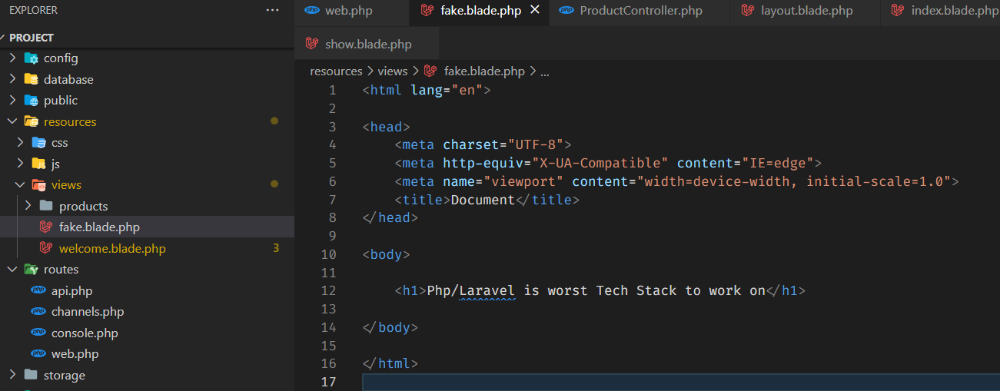 EXPLORER ...
PROJECT
config
database
public
resources
css
js
views
products
fake.blade.php
welcome.blade.php 3
routes
api.php
channels.php
console.php
web.php
storage
web.php fake.blade.php ProductController.php layout.blade.php index.blade.php
show.blade.php
resources > views > fake.blade.php > ...
1 <html lang="en">
2
3 <head>
4     <meta charset="UTF-8">
5     <meta http-equiv="X-UA-Compatible" content="IE=edge">
6     <meta name="viewport" content="width=device-width, initial-scale=1.0">
7     <title>Document</title>
8 </head>
9
10 <body>
11
12     <h1>Php/Laravel is worst Tech Stack to work on</h1>
13
14 </body>
15
16 </html>
17